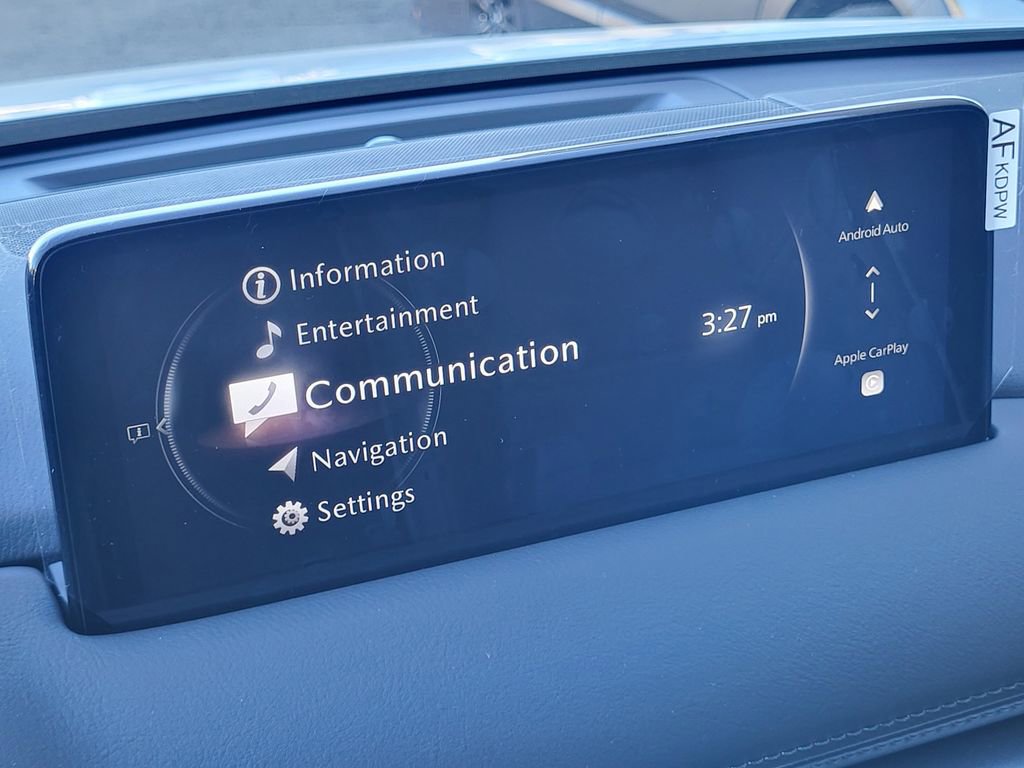 Information
Entertainment
Communication
Navigation
Settings
3:27 pm
Android Auto
Apple CarPlay
AF KDPW